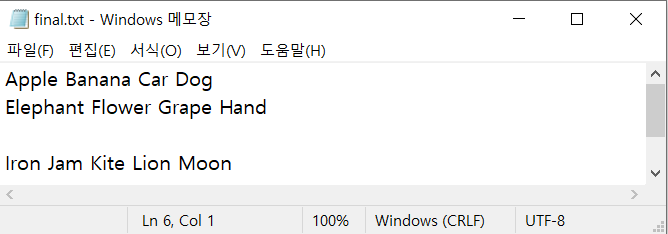 final.txt - Windows 메모장
파일(F) 편집(E) 서식(O) 보기(V) 도움말(H)
Apple Banana Car Dog
Elephant Flower Grape Hand
Iron Jam Kite Lion Moon
Ln 6, Col 1 100% Windows (CRLF) UTF-8